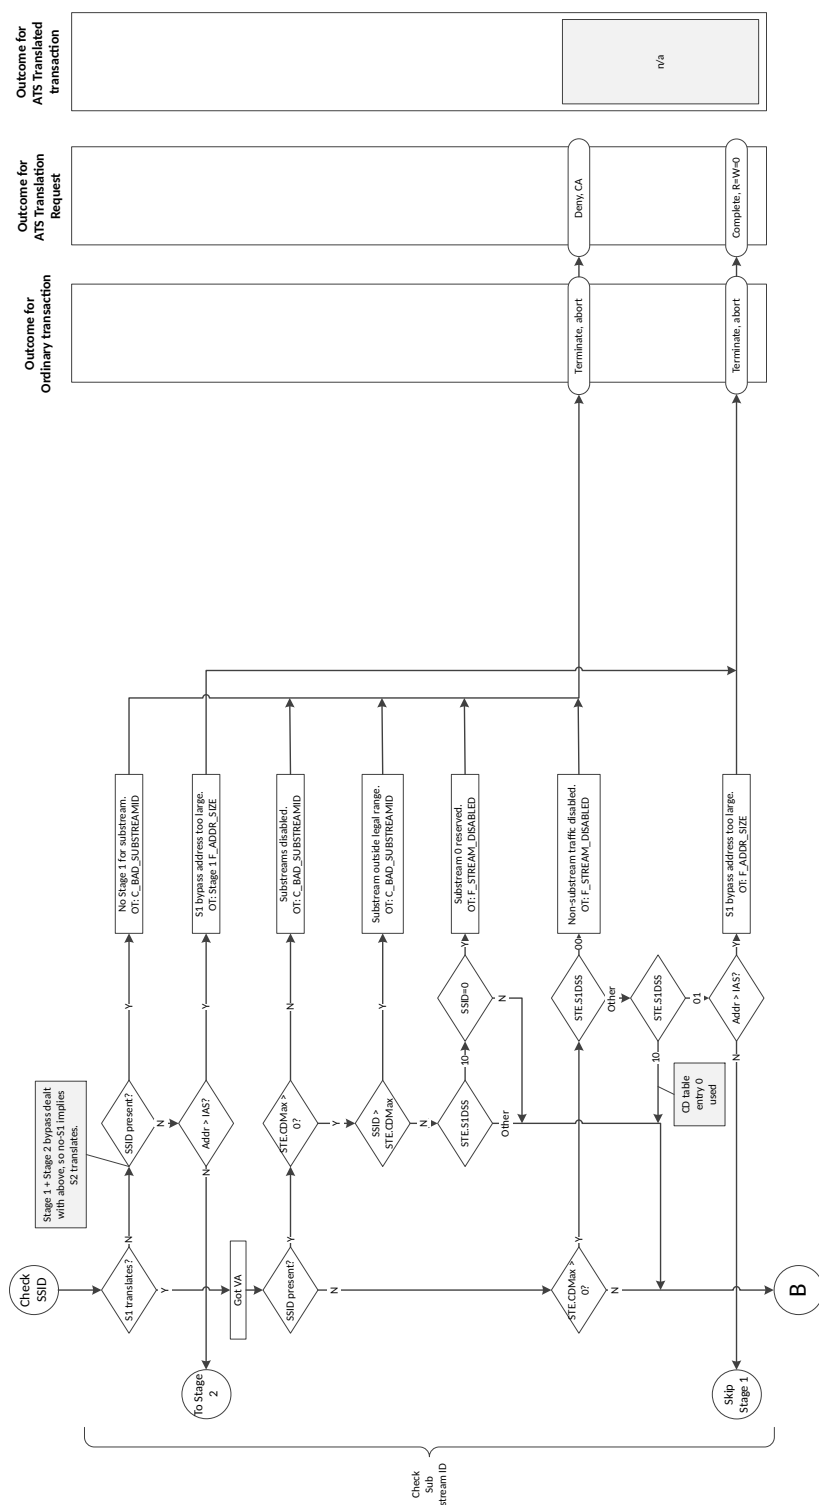 Outcome for
Ordinary transaction
Outcome for
ATS Translation
Request
Outcome for
ATS Translated
transaction
Check
SSID
S1 translates?
N
Y
Stage 1 + Stage 2 bypass dealt
with above, so no-S1 implies
S2 translates.
SSID present?
Y
N
No Stage 1 for substream.
OT: C_BAD_SUBSTREAMID
To Stage
2
N
Addr > IAS?
Y
S1 bypass address too large.
OT: Stage 1 F_ADDR_SIZE
Got VA
SSID present?
Y
N
STE.CDMax >
0?
N
Y
Substreams disabled.
OT: C_BAD_SUBSTREAMID
SSID >
STE.CDMax
Y
N
Substream outside legal range.
OT: C_BAD_SUBSTREAMID
STE.S1DSS
10
Other
SSID=0
Y
N
Substream 0 reserved.
OT: F_STREAM_DISABLED
STE.CDMax >
0?
Y
N
STE.S1DSS
00
Other
Non-substream traffic disabled.
OT: F_STREAM_DISABLED
Terminate, abort
Deny, CA
n/a
STE.S1DSS
10
01
CD table
entry 0
used
Skip
Stage 1
N
Addr > IAS?
Y
S1 bypass address too large.
OT: F_ADDR_SIZE
Terminate, abort
Complete, R=W=0
B
Check
Sub
stream ID